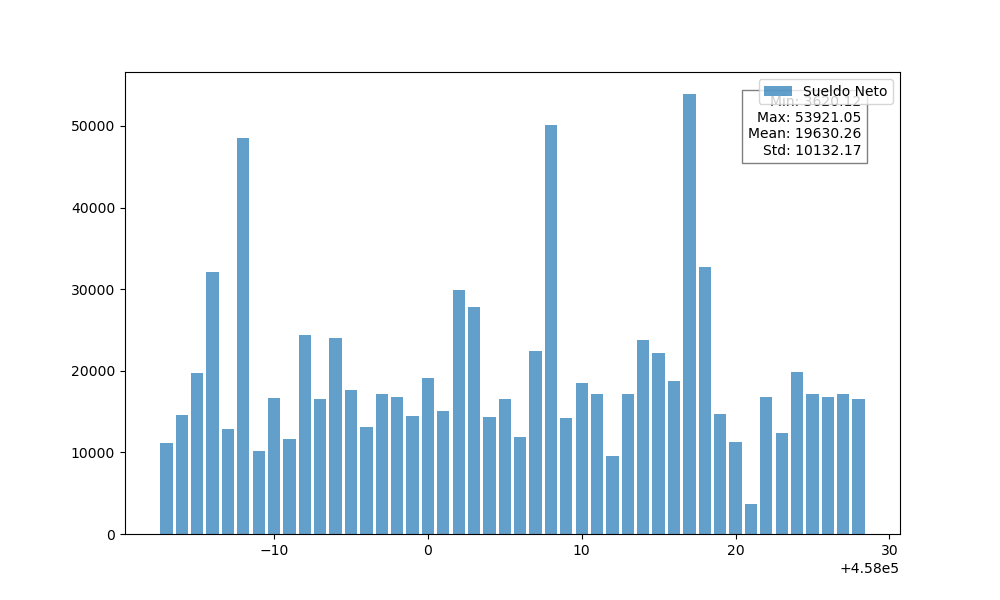 Sueldo Neto
Min: 3620.12
Max: 53921.05
Mean: 19630.26
Std: 10132.17
50000
40000
30000
20000
10000
0
−10 0 10 20 30
+4.58e5